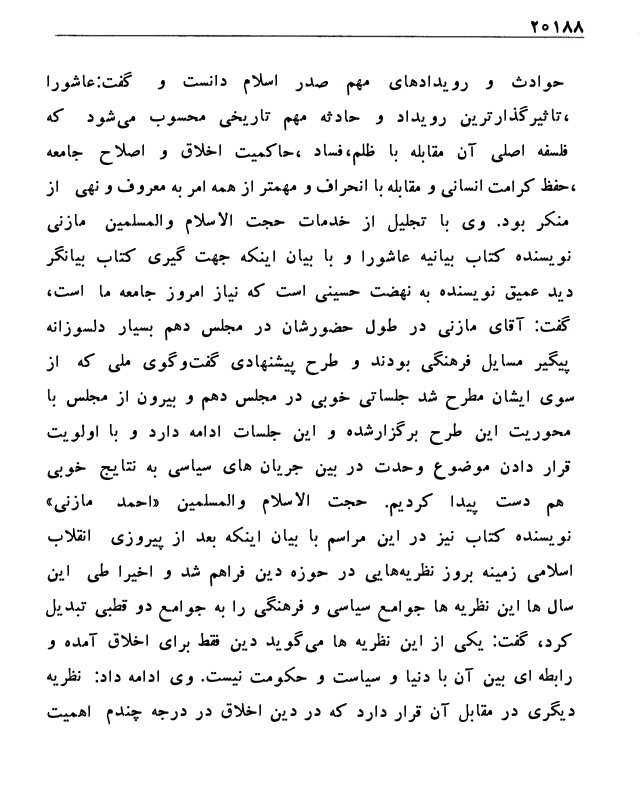 ۲۰۱۸۸
حوادث و رویدادهای مهم صدر اسلام دانست و گفت:عاشورا
،تاثیرگذارترین رویداد و حادثه مهم تاریخی محسوب می‌شود که
فلسفه اصلی آن مقابله با ظلم،فساد ،حاکمیت اخلاق و اصلاح جامعه
،حفظ کرامت انسانی و مقابله با انحراف و مهمتر از همه امر به معروف و نهی از
منکر بود. وی با تجلیل از خدمات حجت الاسلام والمسلمین مازنی
نویسنده کتاب بیانیه عاشورا و با بیان اینکه جهت گیری کتاب بیانگر
دید عمیق نویسنده به نهضت حسینی است که نیاز امروز جامعه ما است،
گفت: آقای مازنی در طول حضورشان در مجلس دهم بسیار دلسوزانه
پیگیر مسایل فرهنگی بودند و طرح پیشنهادی گفت‌وگوی ملی که از
سوی ایشان مطرح شد جلساتی خوبی در مجلس دهم و بیرون از مجلس با
محوریت این طرح برگزارشده و این جلسات ادامه دارد و با اولویت
قرار دادن موضوع وحدت در بین جریان های سیاسی به نتایج خوبی
هم دست پیدا کردیم. حجت الاسلام والمسلمین «احمد مازنی»
نویسنده کتاب نیز در این مراسم با بیان اینکه بعد از پیروزی انقلاب
اسلامی زمینه بروز نظریه‌هایی در حوزه دین فراهم شد و اخیرا طی این
سال ها این نظریه ها جوامع سیاسی و فرهنگی را به جوامع دو قطبی تبدیل
کرد، گفت: یکی از این نظریه ها می‌گوید دین فقط برای اخلاق آمده و
رابطه ای بین آن با دنیا و سیاست و حکومت نیست. وی ادامه داد: نظریه
دیگری در مقابل آن قرار دارد که در دین اخلاق در درجه چندم اهمیت